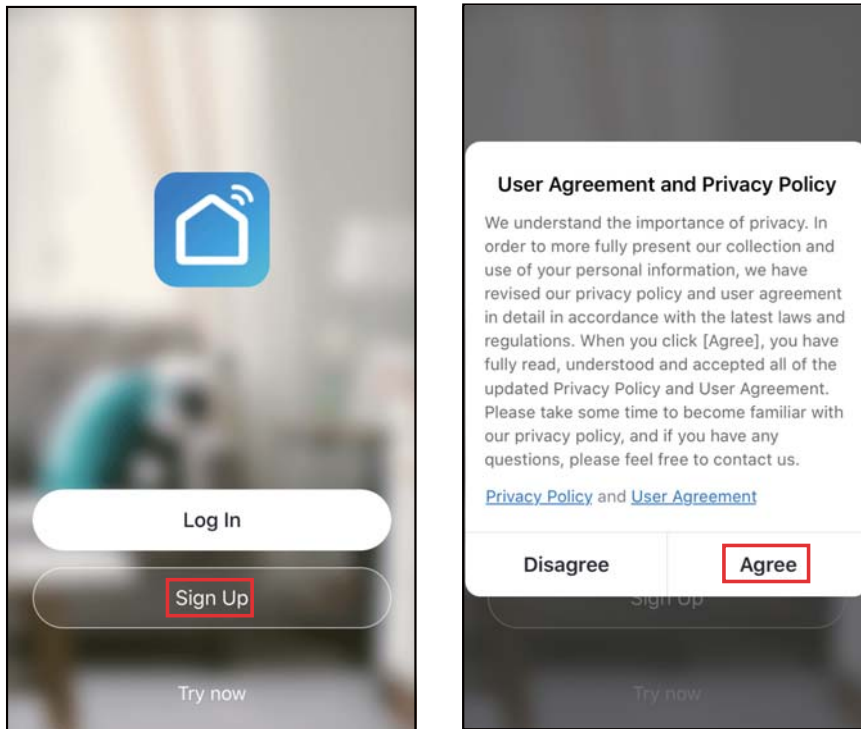 Log In
Sign Up
Try now
User Agreement and Privacy Policy
We understand the importance of privacy. In
order to more fully present our collection and
use of your personal information, we have
revised our privacy policy and user agreement
in detail in accordance with the latest laws and
regulations. When you click [Agree], you have
fully read, understood and accepted all of the
updated Privacy Policy and User Agreement.
Please take some time to become familiar with
our privacy policy, and if you have any
questions, please feel free to contact us.
Privacy Policy and User Agreement
Disagree Agree
Sign Up
Try now